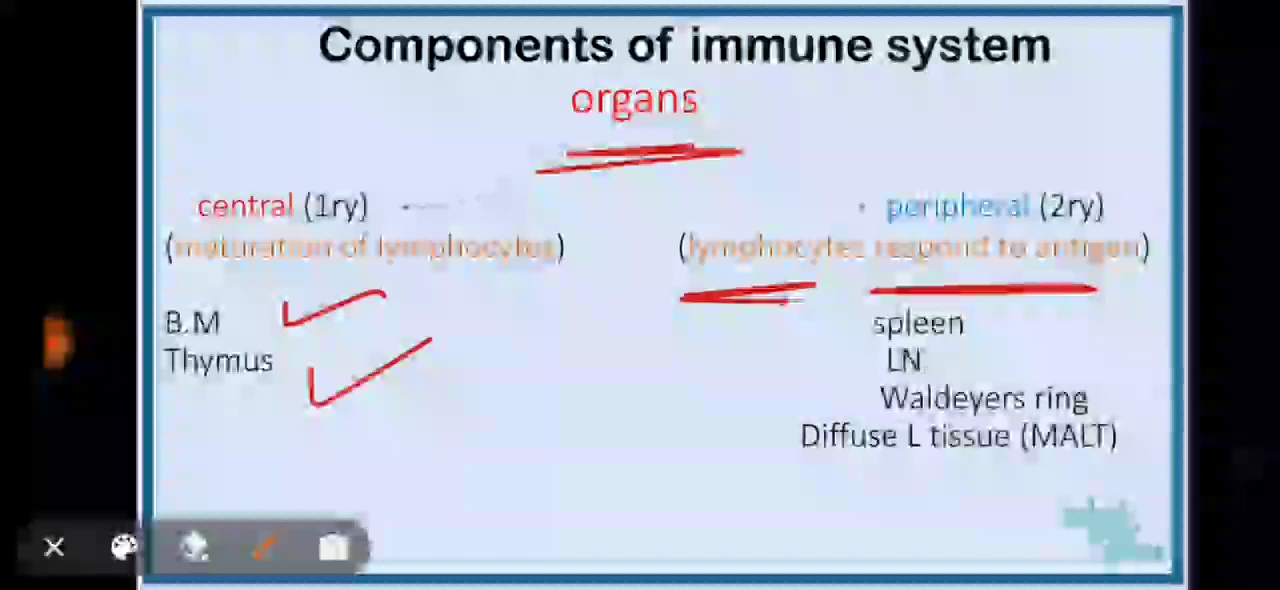 Components of immune system
organs
central (1ry)
peripheral (2ry)
(maturation of lymphocytes)
(lymphocytes respond to antigen)
B.M
spleen
Thymus
LN
Waldeyers ring
Diffuse L tissue (MALT)